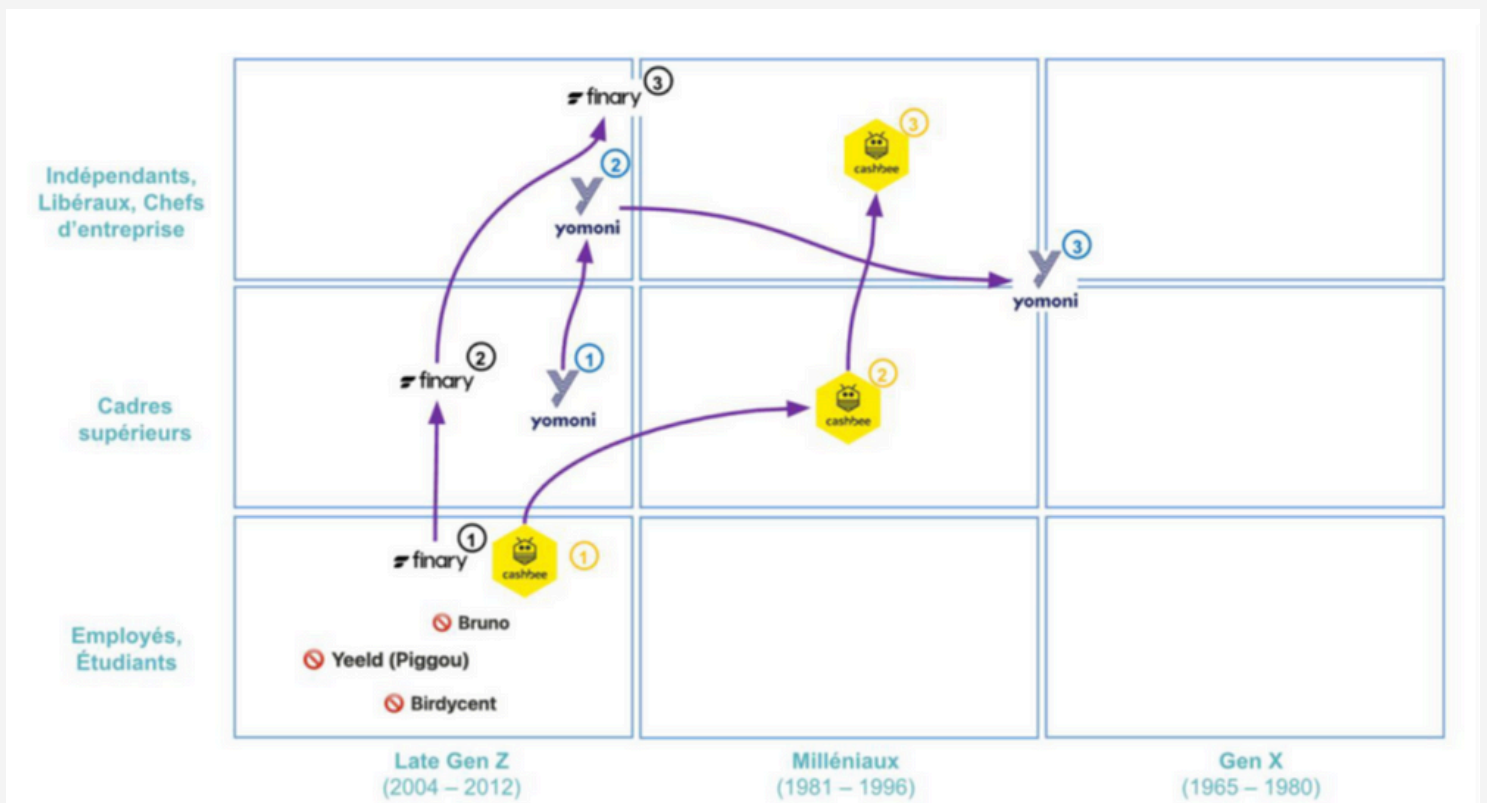 finary
3
3
cashbee
2
yomoni
Indépendants,
Libéraux, Chefs
d’entreprise
3
yomoni
finary
2
1
yomoni
2
cashbee
Cadres
supérieurs
finary
1
cashbee
1
Bruno
Yeeld (Piggou)
Birdycent
Employés,
Étudiants
Late Gen Z
(2004 – 2012)
Milléniaux
(1981 – 1996)
Gen X
(1965 – 1980)